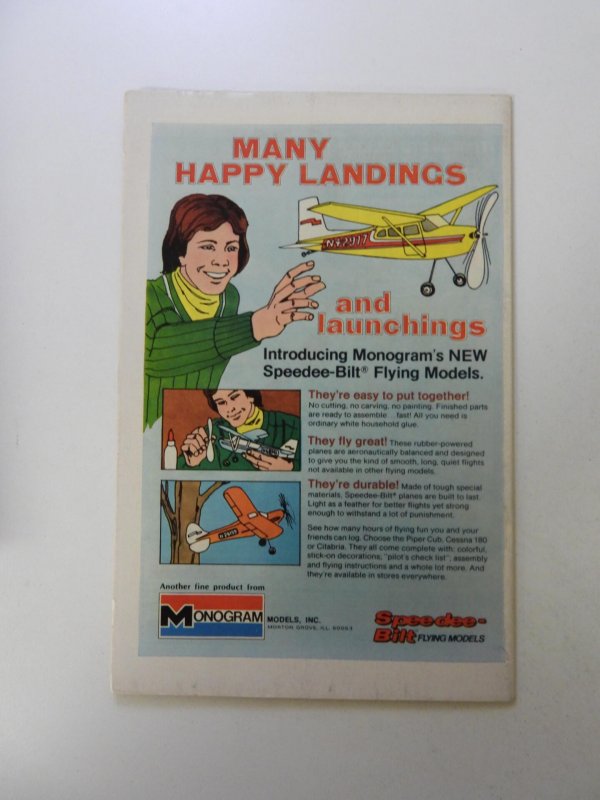 MANY
HAPPY LANDINGS
N42917
and
launchings
Introducing Monogram's NEW
Speedee-Bilt® Flying Models.
They're easy to put together!
No cutting, no carving, no painting. Finished parts
are ready to assemble . . . fast! All you need is
ordinary white household glue.
They fly great! These rubber-powered
planes are aeronautically balanced and designed
to give you the kind of smooth, long, quiet flights
not available in other flying models.
They're durable! Made of tough special
materials, Speedee-Bilt® planes are built to last.
Light as a feather for better flights yet strong
enough to withstand a lot of punishment.
See how many hours of flying fun you and your
friends can log. Choose the Piper Cub, Cessna 180
or Citabria. They all come complete with: colorful,
stick-on decorations; "pilot's check list"; assembly
and flying instructions and a whole lot more. And
they're available in stores everywhere.
Another fine product from
MONOGRAM MODELS, INC.
MORTON GROVE, ILL. 60053
Speedee-
Bilt FLYING MODELS